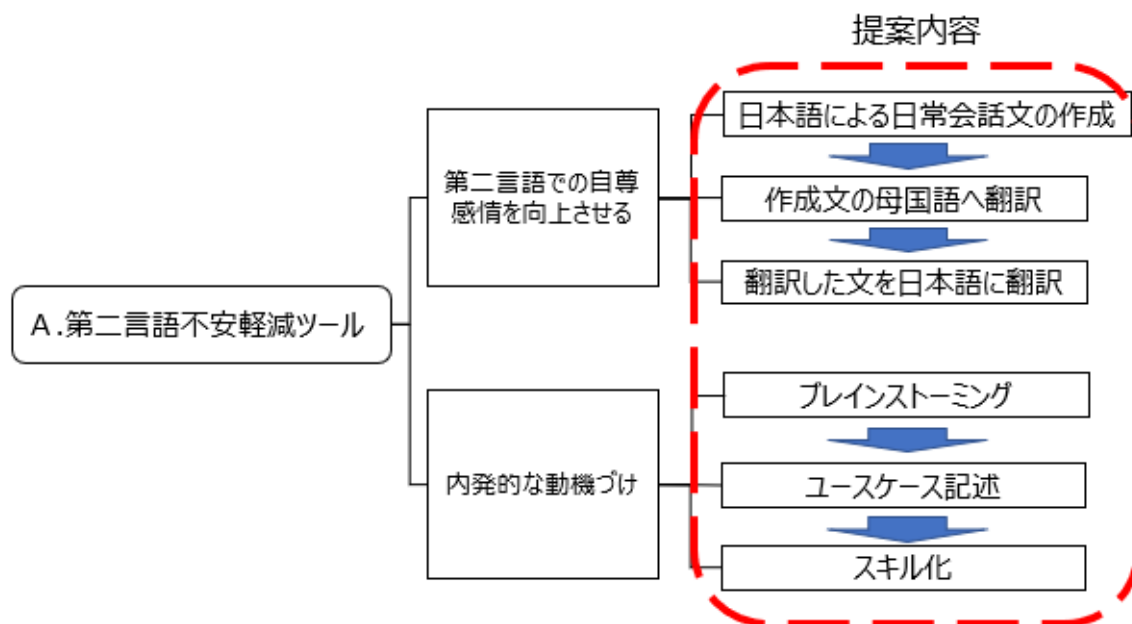 提案内容
日本語による日常会話文の作成
第二言語での自尊
感情を向上させる
作成文の母国語へ翻訳
翻訳した文を日本語に翻訳
A.第二言語不安軽減ツール
ブレインストーミング
内発的な動機づけ
ユースケース記述
スキル化